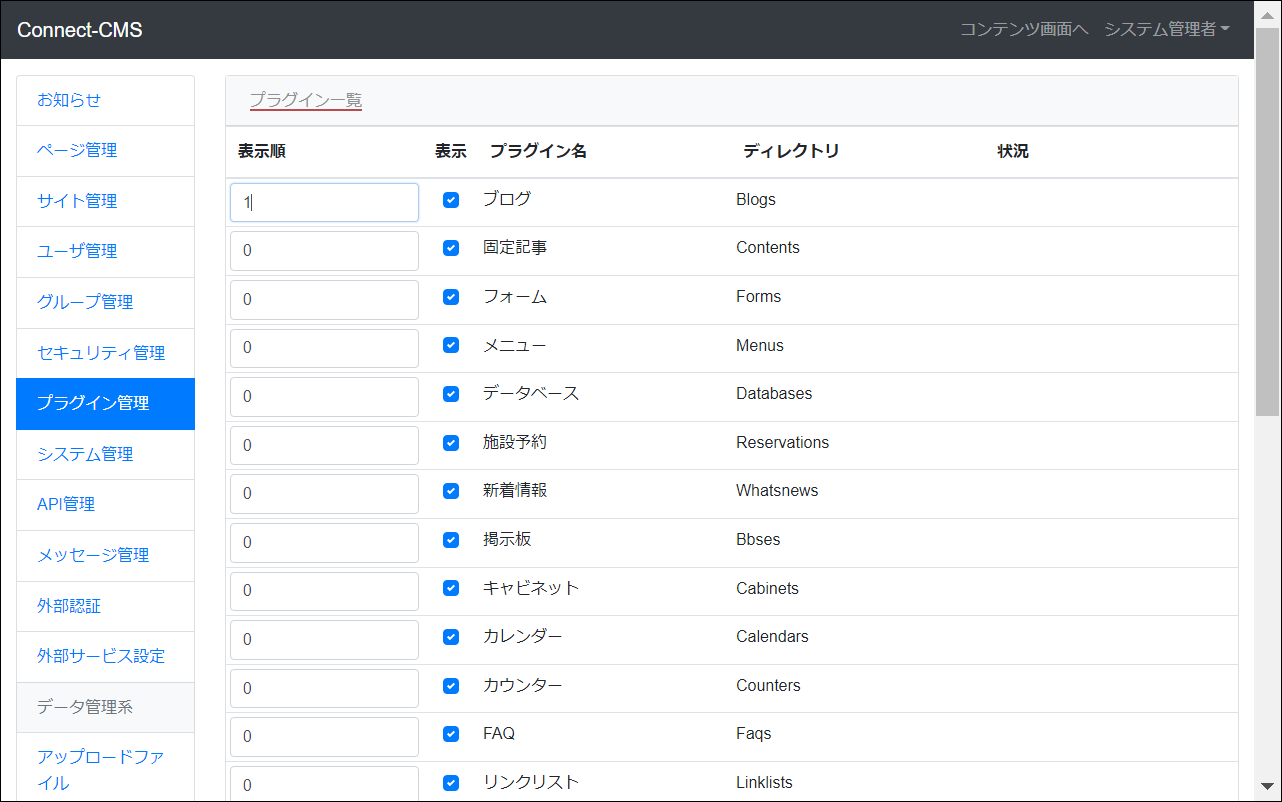 Connect-CMS コンテンツ画面へ システム管理者
お知らせ
ページ管理
サイト管理
ユーザ管理
グループ管理
セキュリティ管理
プラグイン管理
システム管理
API管理
メッセージ管理
外部認証
外部サービス設定
データ管理系
アップロードファ
イル
プラグイン一覧
表示順 表示 プラグイン名 ディレクトリ 状況
1 ブログ Blogs
0 固定記事 Contents
0 フォーム Forms
0 メニュー Menus
0 データベース Databases
0 施設予約 Reservations
0 新着情報 Whatsnews
0 掲示板 Bbses
0 キャビネット Cabinets
0 カレンダー Calendars
0 カウンター Counters
0 FAQ Faqs
0 リンクリスト Linklists